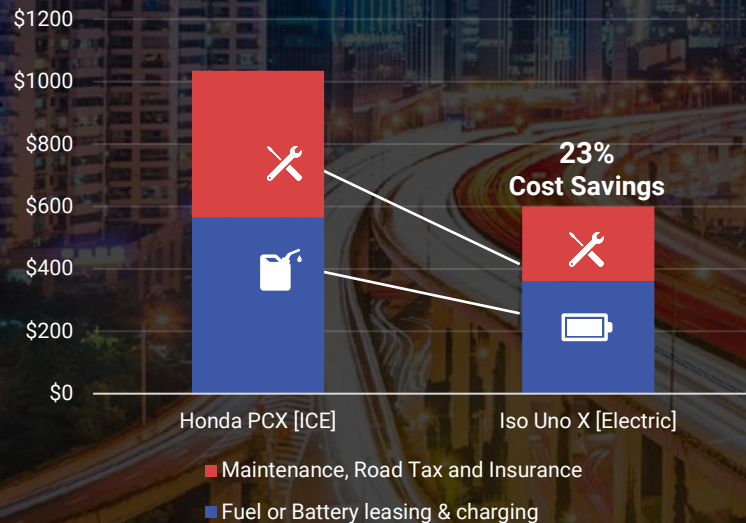 $1200
$1000
$800
$600
$400
$200
$0
23%
Cost Savings
Honda PCX [ICE]
Iso Uno X [Electric]
Maintenance, Road Tax and Insurance
Fuel or Battery leasing & charging